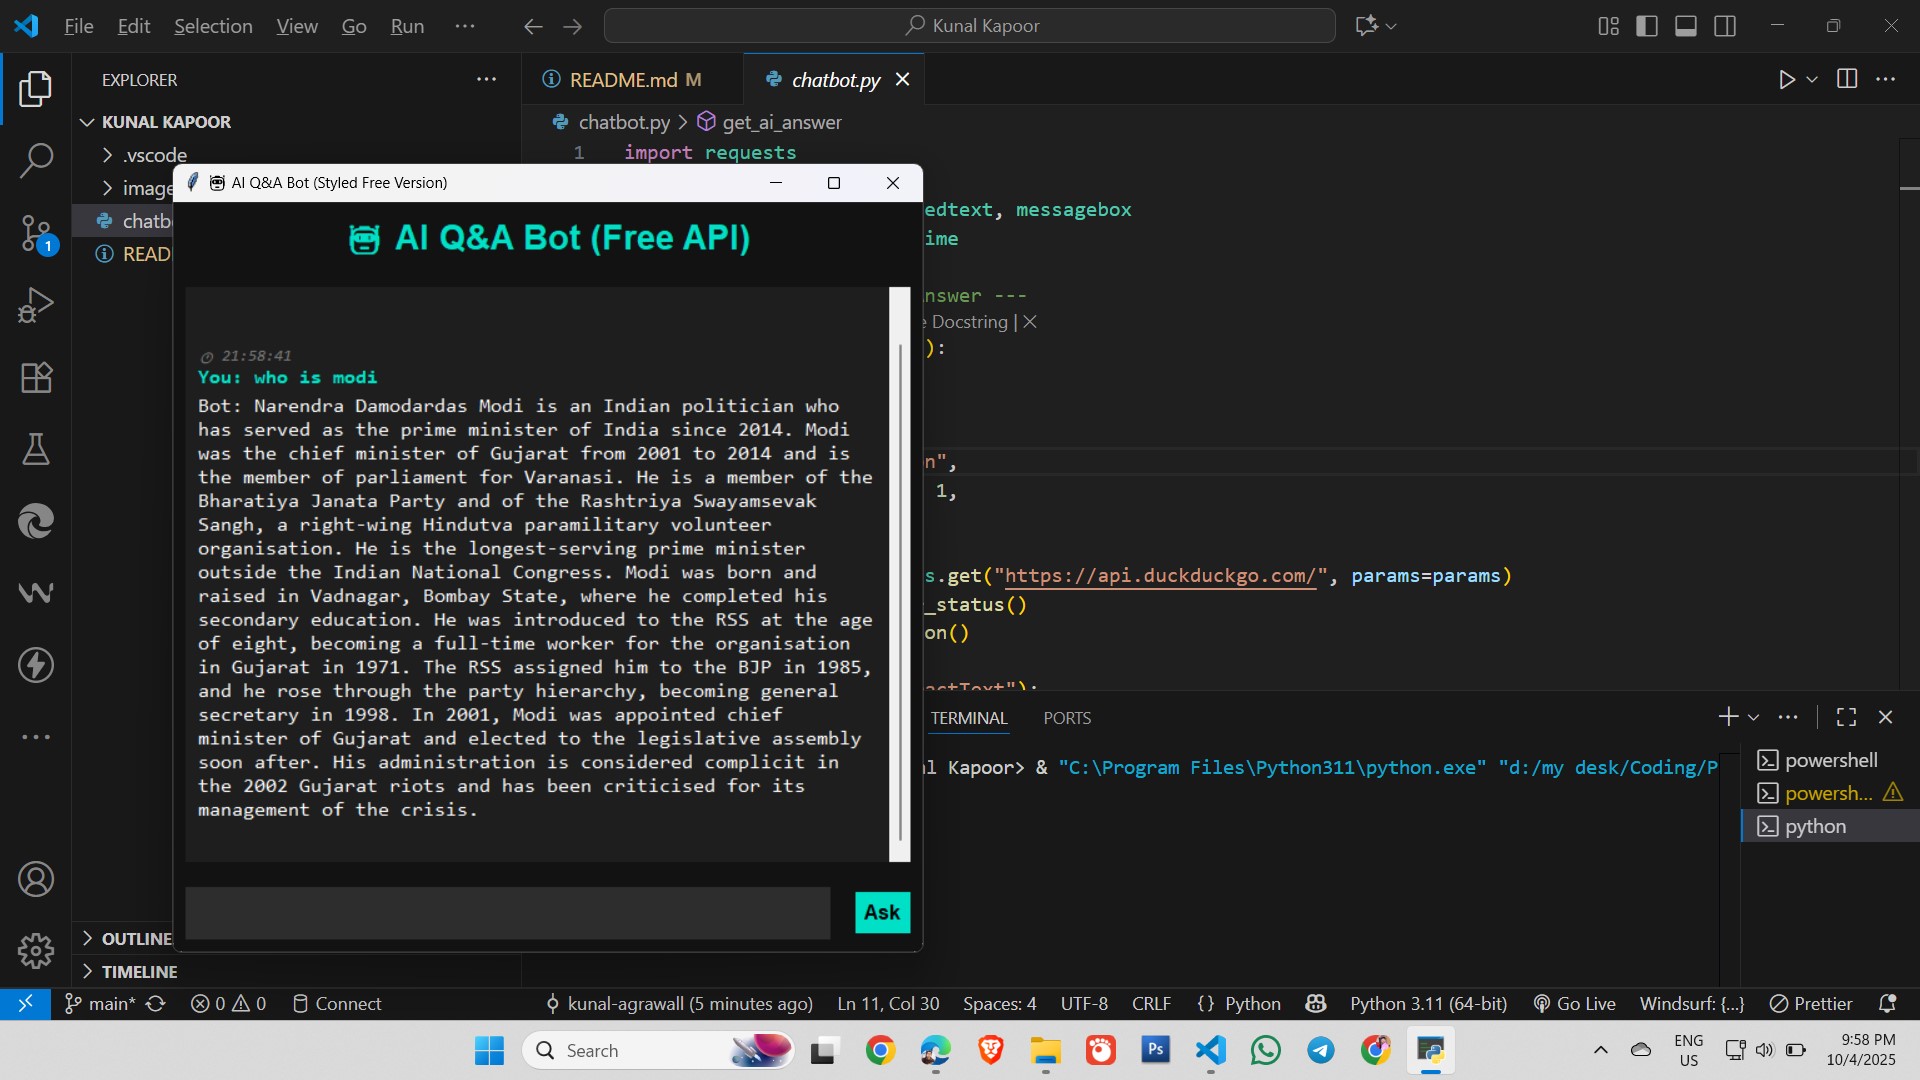 File Edit Selection View Go Run ···
Kunal Kapoor
EXPLORER
README.md M
chatbot.py
KUNAL KAPOOR
chatbot.py > get_ai_answer
.vscode
1 import requests
image
chatb
READ
AI Q&A Bot (Styled Free Version)
edtext, messagebox
AI Q&A Bot (Free API)
ime
nswer ---
e Docstring |
):
21:58:41
You: who is modi
Bot: Narendra Damodardas Modi is an Indian politician who
has served as the prime minister of India since 2014. Modi
was the chief minister of Gujarat from 2001 to 2014 and is
the member of parliament for Varanasi. He is a member of the
Bharatiya Janata Party and of the Rashtriya Swayamsevak
Sangh, a right-wing Hindutva paramilitary volunteer
organisation. He is the longest-serving prime minister
outside the Indian National Congress. Modi was born and
raised in Vadnagar, Bombay State, where he completed his
secondary education. He was introduced to the RSS at the age
of eight, becoming a full-time worker for the organisation
in Gujarat in 1971. The RSS assigned him to the BJP in 1985,
and he rose through the party hierarchy, becoming general
secretary in 1998. In 2001, Modi was appointed chief
minister of Gujarat and elected to the legislative assembly
soon after. His administration is considered complicit in
the 2002 Gujarat riots and has been criticised for its
management of the crisis.
Ask
n",
1,
s.get("https://api.duckduckgo.com/", params=params)
_status()
on()
actText"):
TERMINAL
PORTS
al Kapoor> & "C:\Program Files\Python311\python.exe" "d:/my desk/Coding/P
powershell
powersh...
python
OUTLINE
TIMELINE
main* 0 0 Connect kunal-agrawall (5 minutes ago) Ln 11, Col 30 Spaces: 4 UTF-8 CRLF {} Python Python 3.11 (64-bit) Go Live Windsurf: {...} Prettier
1
Search
Ps
ENG
US
9:58 PM
10/4/2025